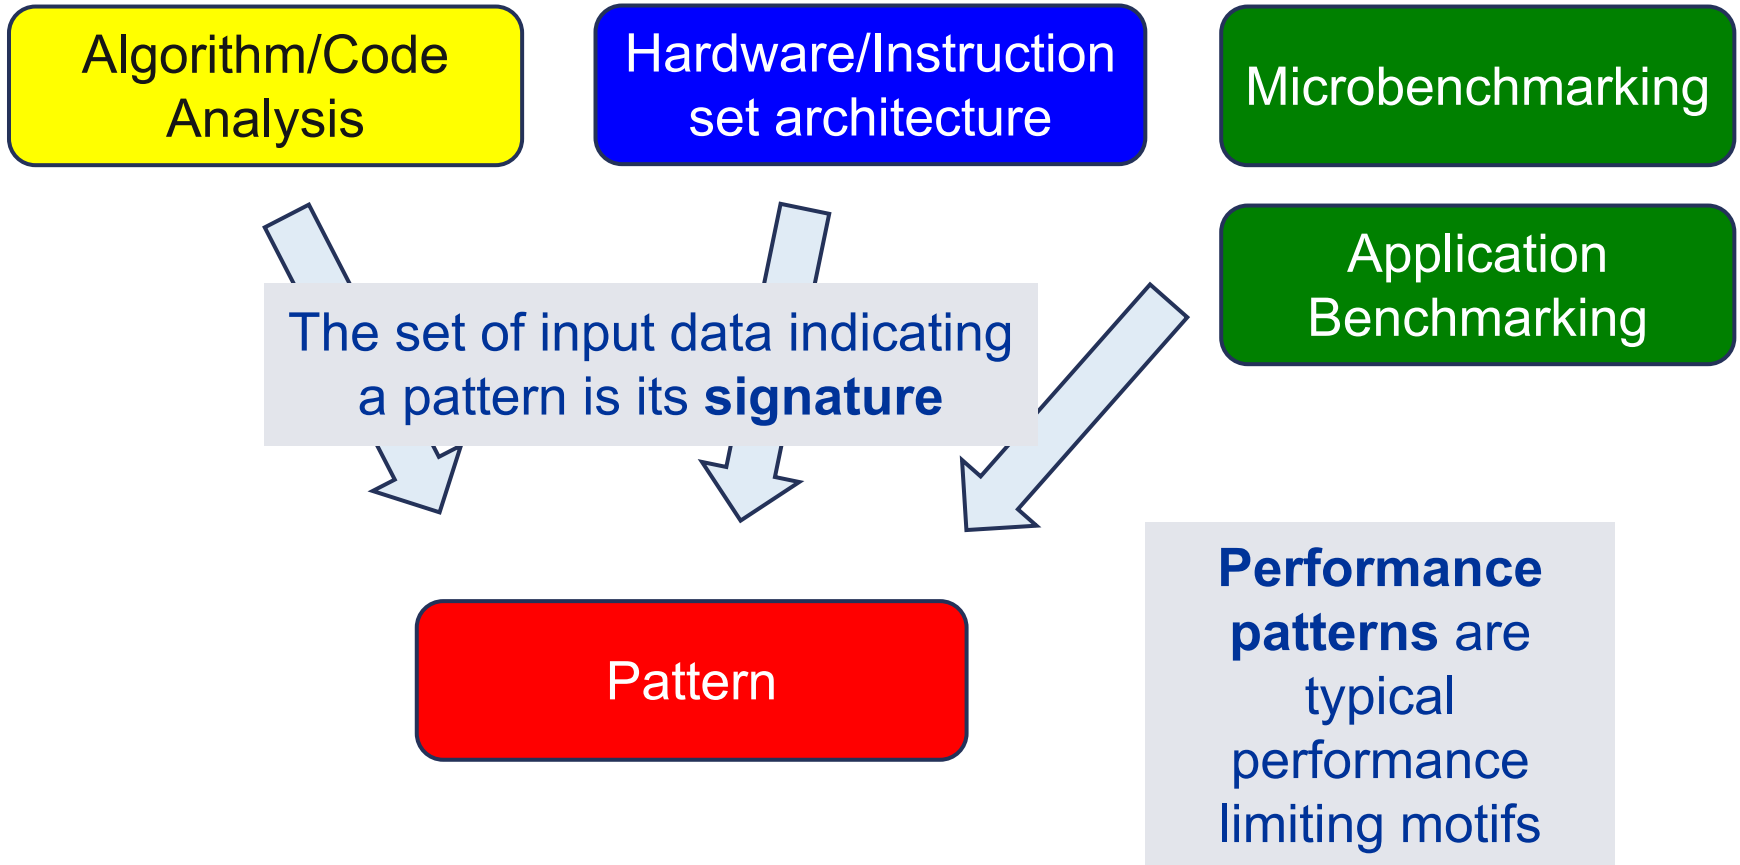 Algorithm/Code
Analysis
Hardware/Instruction
set architecture
Microbenchmarking
Application
Benchmarking
The set of input data indicating
a pattern is its signature
Pattern
Performance
patterns are
typical
performance
limiting motifs